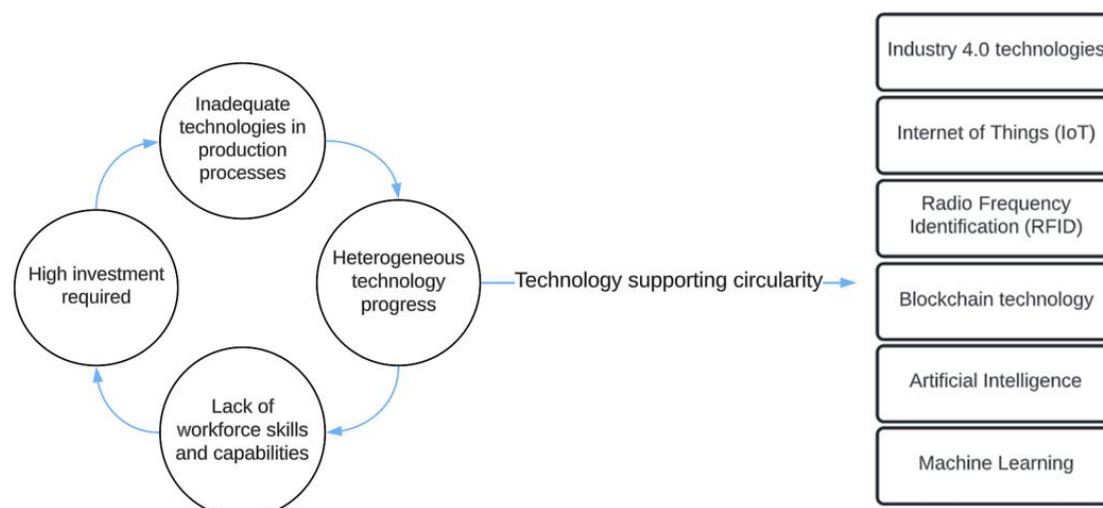 Inadequate
technologies in
production
processes
High investment
required
Heterogeneous
technology
progress
Lack of
workforce skills
and capabilities
Technology supporting circularity
Industry 4.0 technologies
Internet of Things (IoT)
Radio Frequency
Identification (RFID)
Blockchain technology
Artificial Intelligence
Machine Learning